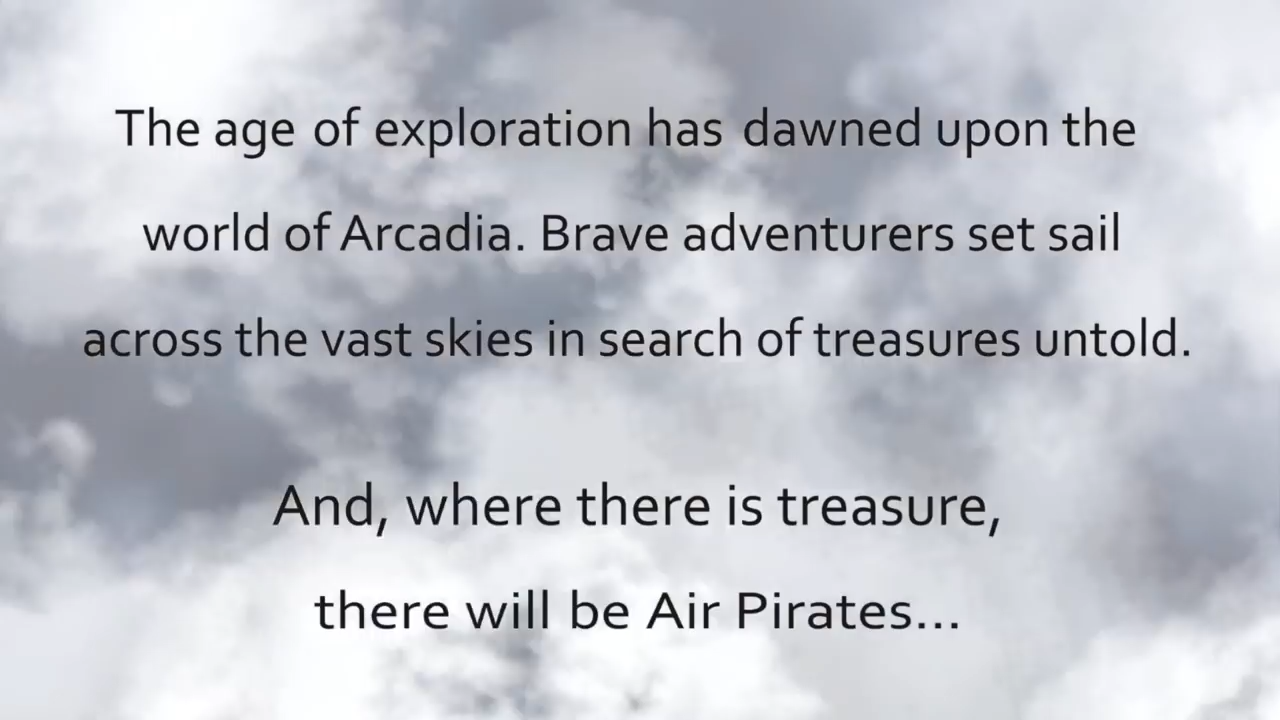 The age of exploration has dawned upon the
world of Arcadia. Brave adventurers set sail
across the vast skies in search of treasures untold.
And, where there is treasure,
there will be Air Pirates...